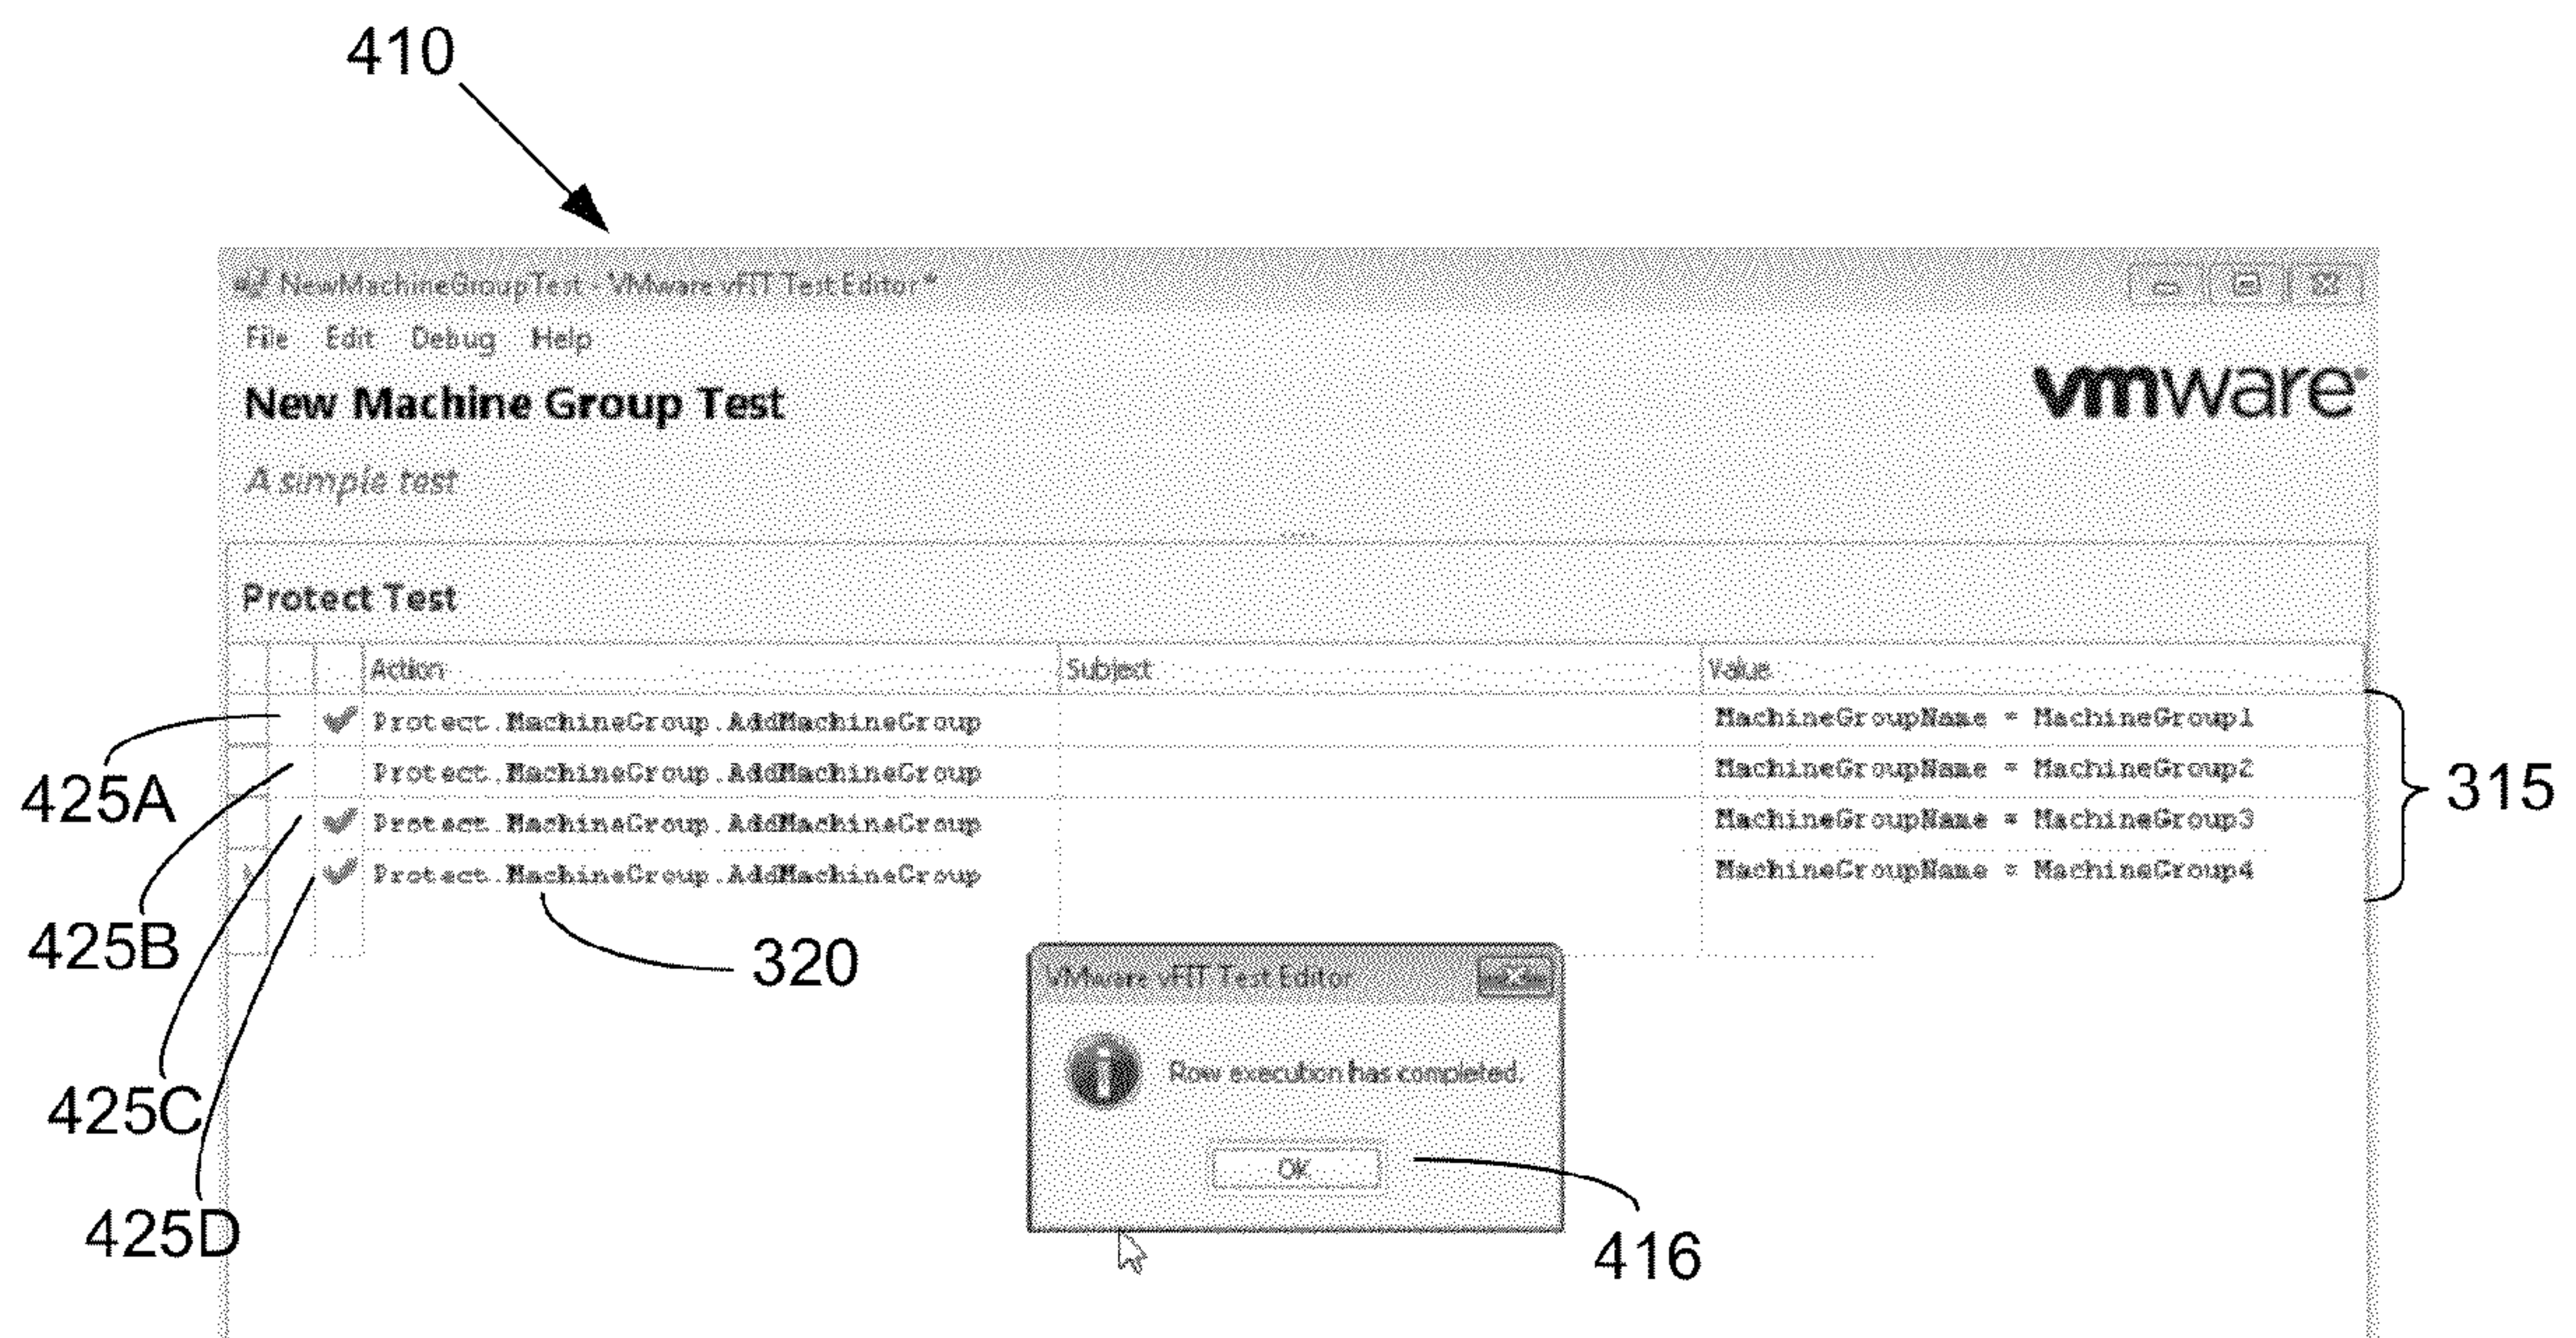 410
NewMachineGroupTest - VMware vFIT Test Editor*
File Edit Debug Help
New Machine Group Test
vmware®
A simple test
Protect Test
Action Subject Value
Protect.MachineGroup.AddMachineGroup MachineGroupName = MachineGroup1
Protect.MachineGroup.AddMachineGroup MachineGroupName = MachineGroup2
Protect.MachineGroup.AddMachineGroup MachineGroupName = MachineGroup3
Protect.MachineGroup.AddMachineGroup MachineGroupName = MachineGroup4
425A
315
425B
320
VMware vFIT Test Editor
Row execution has completed.
425C
OK
425D
416